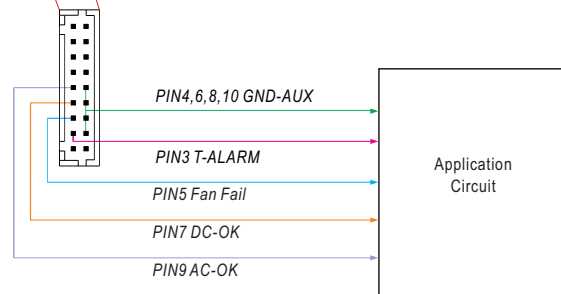 PIN4,6,8,10 GND-AUX
PIN3 T-ALARM
PIN5 Fan Fail
PIN7 DC-OK
PIN9 AC-OK
Application
Circuit